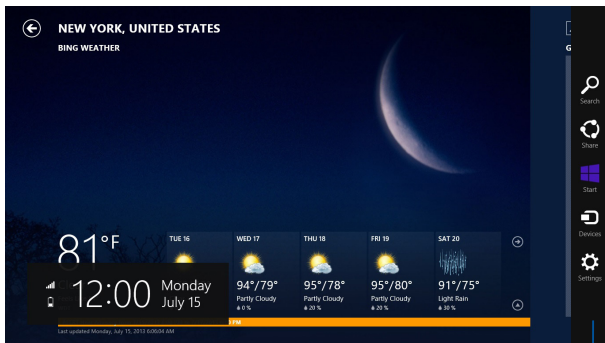 NEW YORK, UNITED STATES
BING WEATHER
G
Search
Share
Start
Devices
Settings
81°F
TUE 16
WED 17
94°/79°
Partly Cloudy
0 %
THU 18
95°/78°
Partly Cloudy
20 %
FRI 19
95°/80°
Partly Cloudy
20 %
SAT 20
91°/75°
Light Rain
30 %
12:00
Monday
July 15
PM
Last updated Monday, July 15, 2013 6:06:04 AM